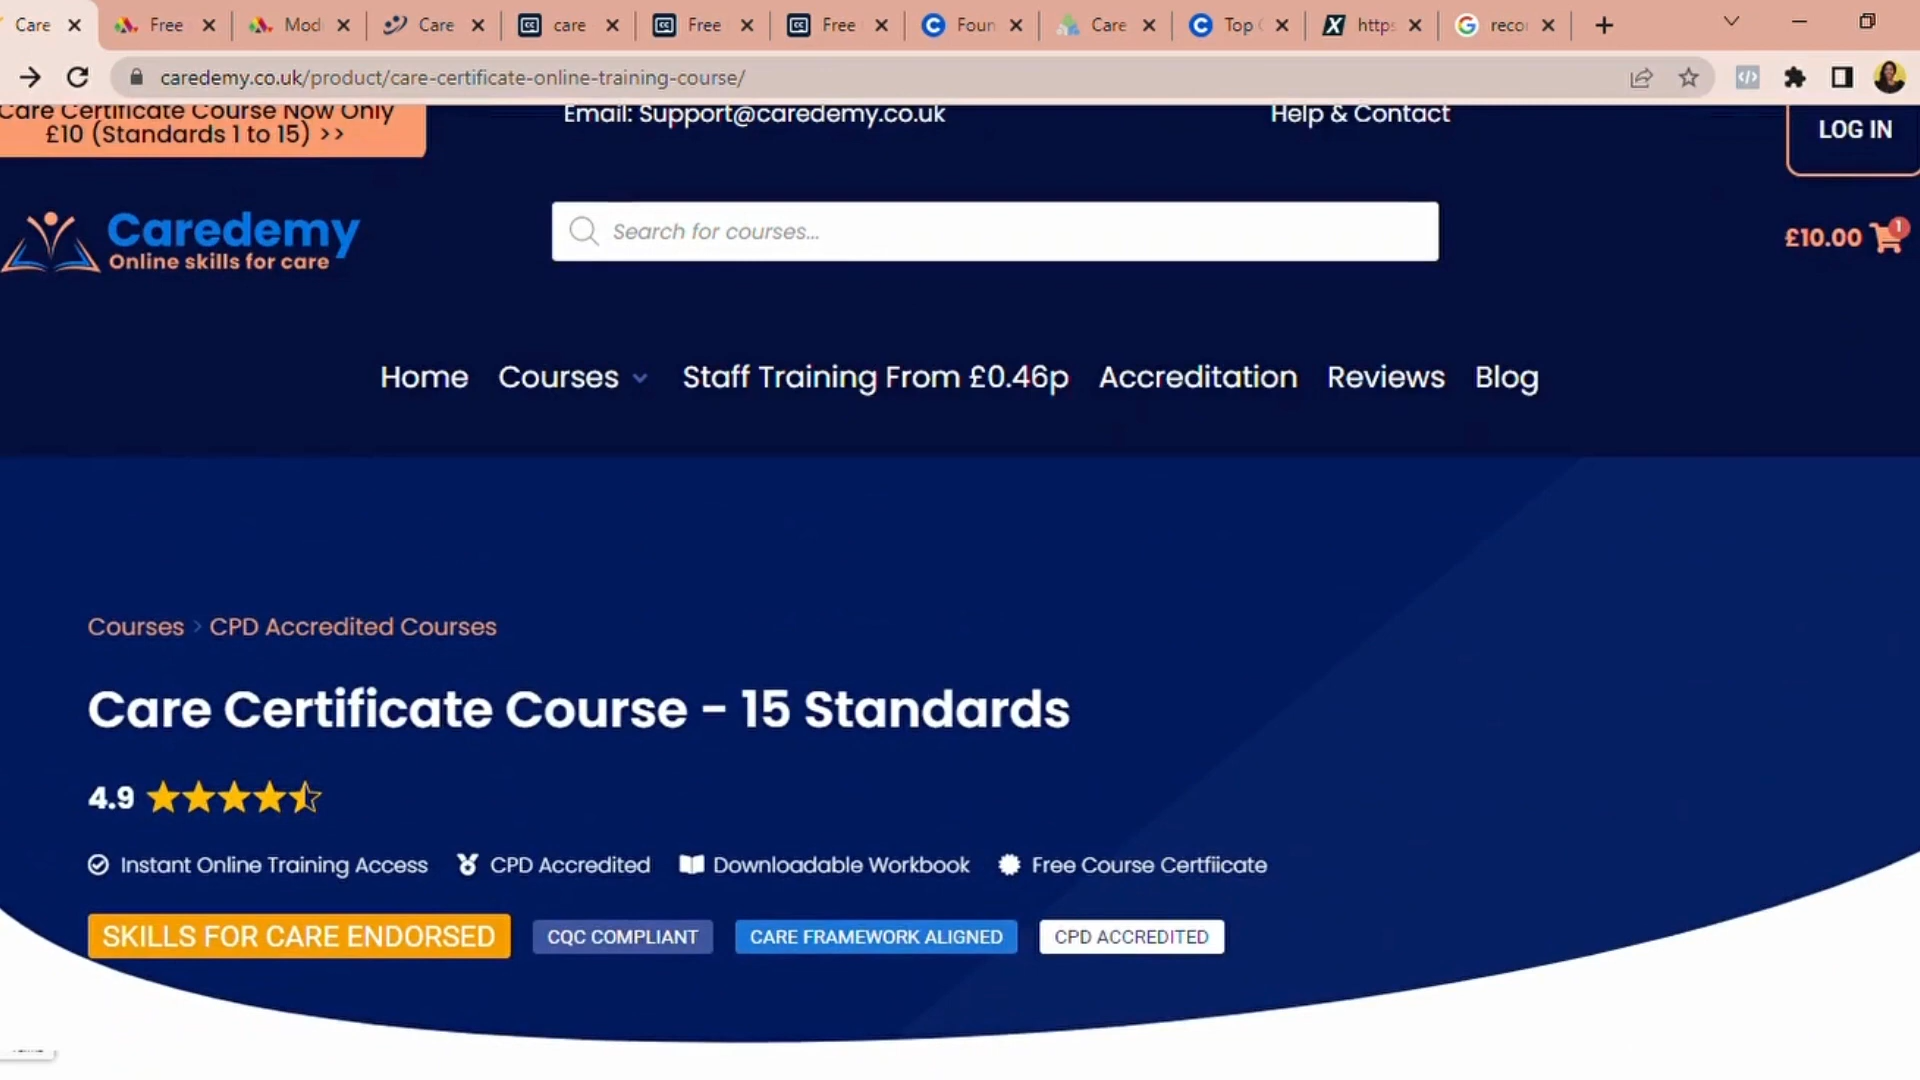 Care
Free
Mod
Care
care
Free
Free
Foun
Care
Top
https
reco
caredemy.co.uk/product/care-certificate-online-training-course/
Care Certificate Course Now Only
£10 (Standards 1 to 15) >>
Email: Support@caredemy.co.uk
Help & Contact
LOG IN
Caredemy
Online skills for care
Search for courses...
£10.00
1
Home
Courses
Staff Training From £0.46p
Accreditation
Reviews
Blog
Courses > CPD Accredited Courses
Care Certificate Course - 15 Standards
4.9
Instant Online Training Access
CPD Accredited
Downloadable Workbook
Free Course Certfiicate
SKILLS FOR CARE ENDORSED
CQC COMPLIANT
CARE FRAMEWORK ALIGNED
CPD ACCREDITED